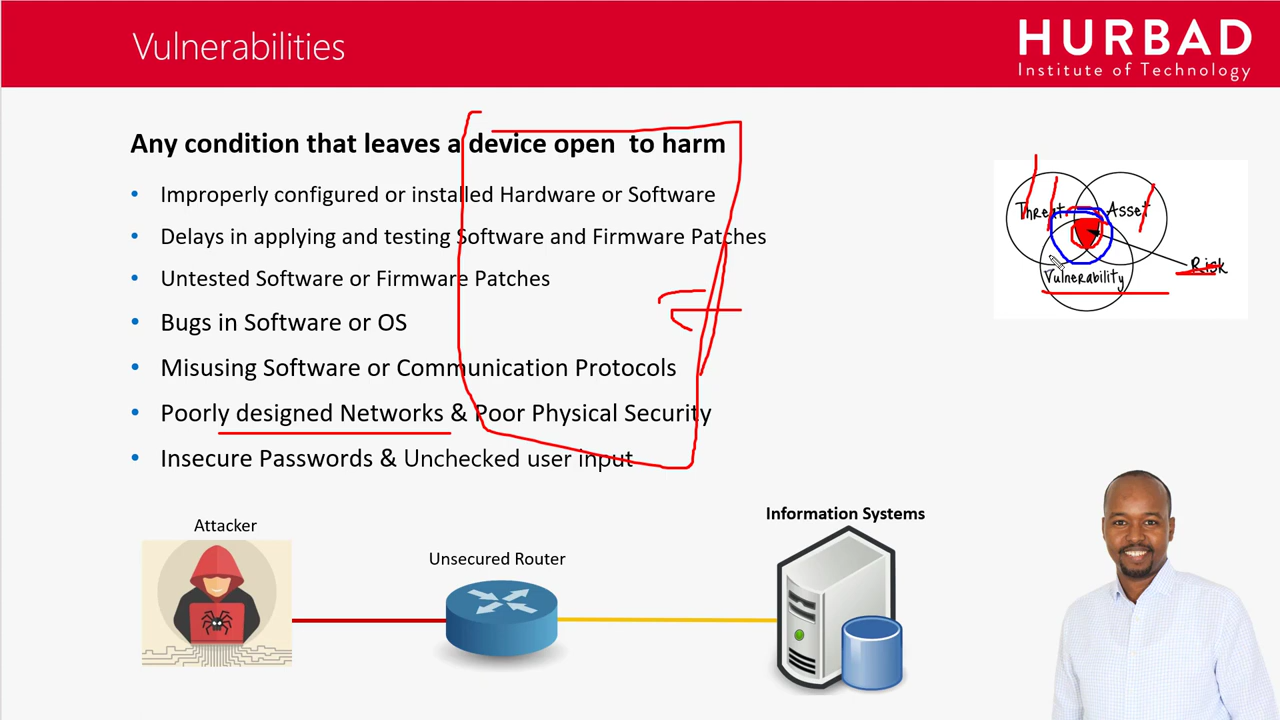 Vulnerabilities
HURBAD
Institute of Technology
Any condition that leaves a device open to harm
• Improperly configured or installed Hardware or Software
• Delays in applying and testing Software and Firmware Patches
• Untested Software or Firmware Patches
• Bugs in Software or OS
• Misusing Software or Communication Protocols
• Poorly designed Networks & Poor Physical Security
• Insecure Passwords & Unchecked user input
Threat
Asset
Risk
Vulnerability
Attacker
Unsecured Router
Information Systems